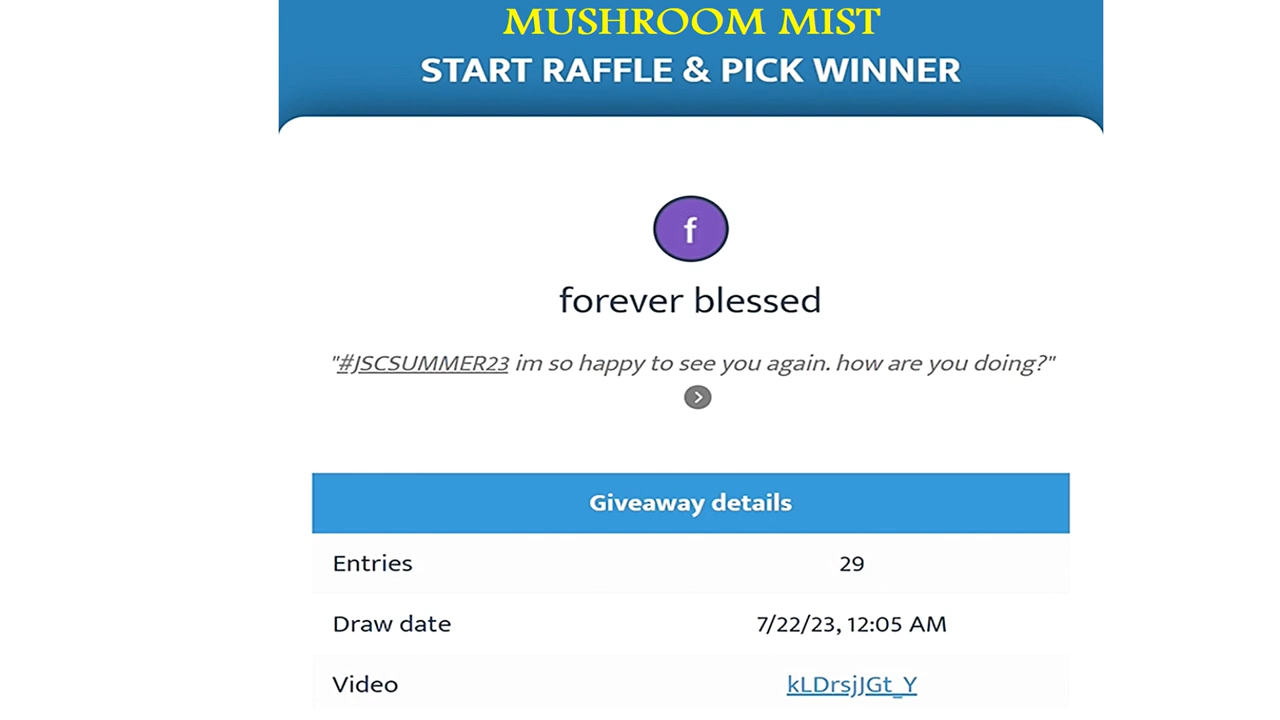 MUSHROOM MIST
START RAFFLE & PICK WINNER
f
forever blessed
"#JSCSUMMER23 im so happy to see you again. how are you doing?"
Giveaway details
Entries 29
Draw date 7/22/23, 12:05 AM
Video kLDrsjJGt_Y